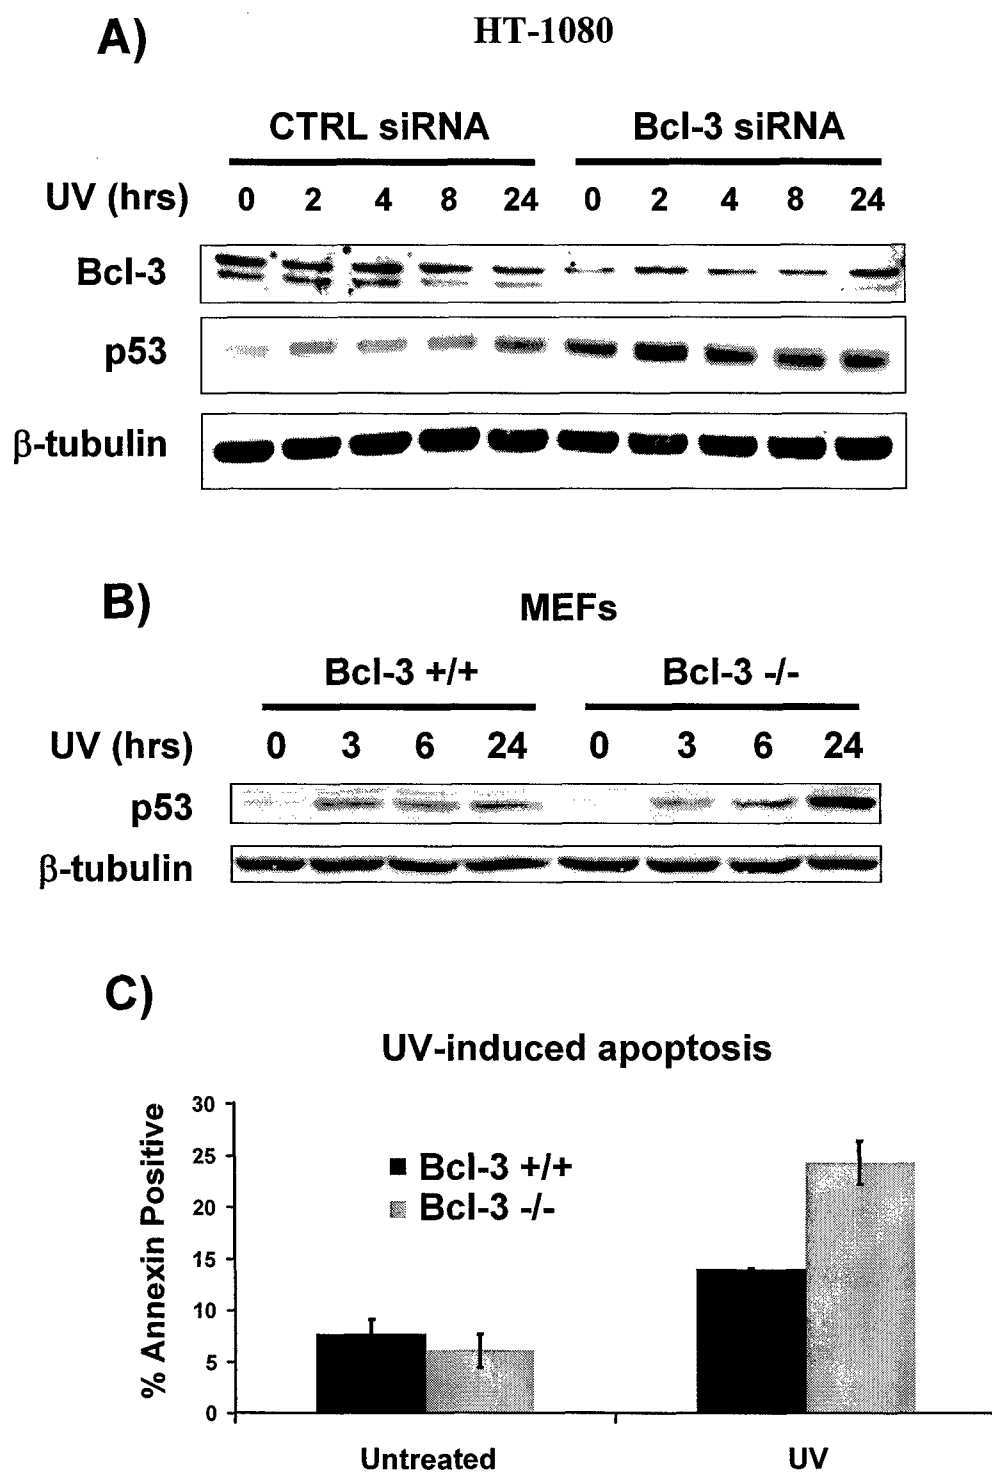 A)
HT-1080
CTRL siRNA Bcl-3 siRNA
UV (hrs) 0 2 4 8 24 0 2 4 8 24
Bcl-3
p53
β-tubulin
B)
MEFs
Bcl-3 +/+ Bcl-3 -/-
UV (hrs) 0 3 6 24 0 3 6 24
p53
β-tubulin
C)
UV-induced apoptosis
% Annexin Positive
30
25
20
15
10
5
0
Bcl-3 +/+
Bcl-3 -/-
Untreated UV